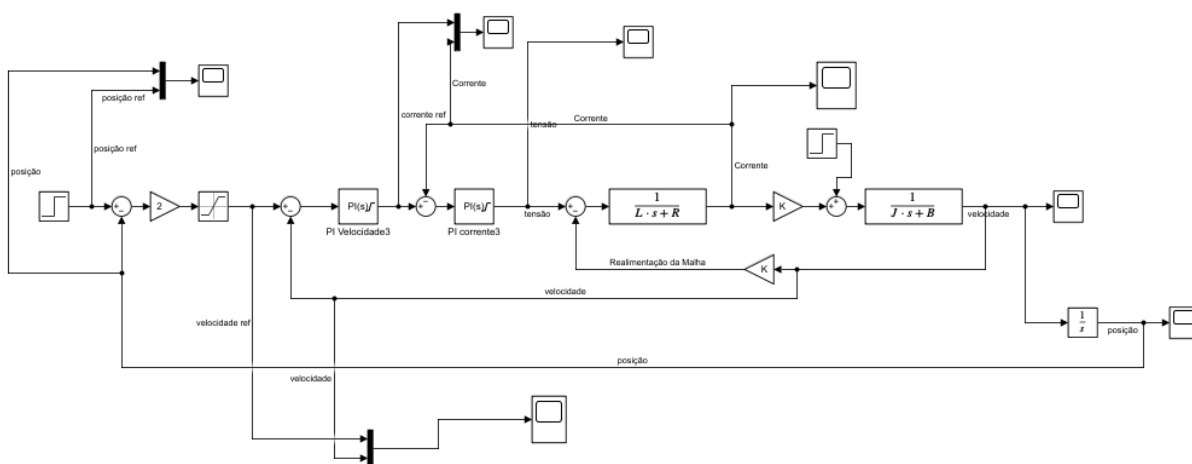 Corrente
posição ref
corrente ref
tensão
Corrente
posição ref
posição
Corrente
+
−
2
+
−
PI(s)
−
+
PI(s)
tensão
+
−
1
L · s + R
K
+
+
1
J · s + B
velocidade
PI Velocidade3
PI corrente3
Realimentação da Malha
K
velocidade
velocidade ref
1
s
posição
posição
velocidade